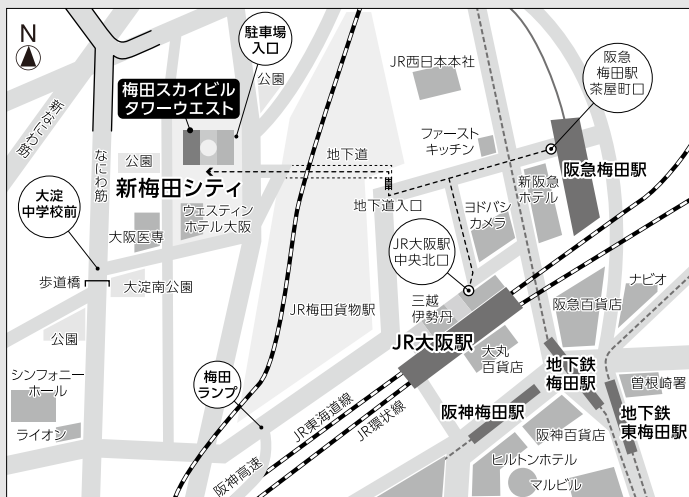 N
駐車場
入口
公園
梅田スカイビル
タワーウエスト
新なにわ筋
なにわ筋
公園
新梅田シティ
大淀
中学校前
大阪医専
ウェスティン
ホテル大阪
歩道橋
大淀南公園
公園
シンフォニー
ホール
ライオン
梅田
ランプ
阪神高速
JR東海道線
JR環状線
JR梅田貨物駅
地下道
地下道入口
JR西日本本社
ファースト
キッチン
阪急
梅田駅
茶屋町口
阪急梅田駅
新阪急
ホテル
ヨドバシ
カメラ
JR大阪駅
中央北口
三越
伊勢丹
JR大阪駅
大丸
百貨店
阪急百貨店
ナビオ
地下鉄
梅田駅
曽根崎署
地下鉄
東梅田駅
阪神梅田駅
阪神百貨店
ヒルトンホテル
マルビル